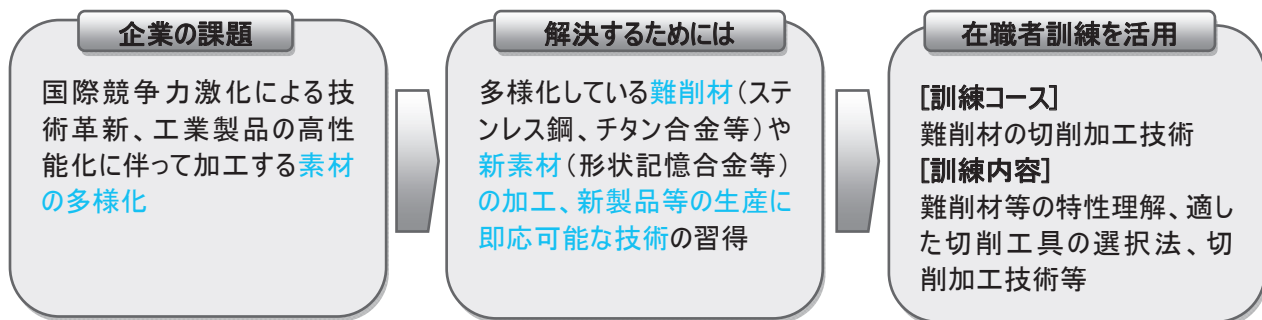 企業の課題
国際競争力激化による技
術革新、工業製品の高性
能化に伴って加工する素材
の多様化
解決するためには
多様化している難削材（ステ
ンレス鋼、チタン合金等）や
新素材（形状記憶合金等）
の加工、新製品等の生産に
即応可能な技術の習得
在職者訓練を活用
[訓練コース]
難削材の切削加工技術
[訓練内容]
難削材等の特性理解、適し
た切削工具の選択法、切
削加工技術等